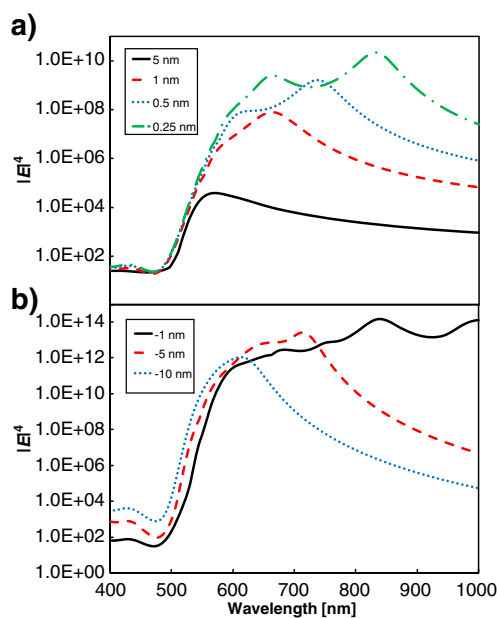 a)
1.0E+10
1.0E+08
1.0E+06
1.0E+04
1.0E+02
|E|⁴
5 nm
1 nm
0.5 nm
0.25 nm
b)
1.0E+14
1.0E+12
1.0E+10
1.0E+08
1.0E+06
1.0E+04
1.0E+02
1.0E+00
|E|⁴
-1 nm
-5 nm
-10 nm
400 500 600 700 800 900 1000
Wavelength [nm]